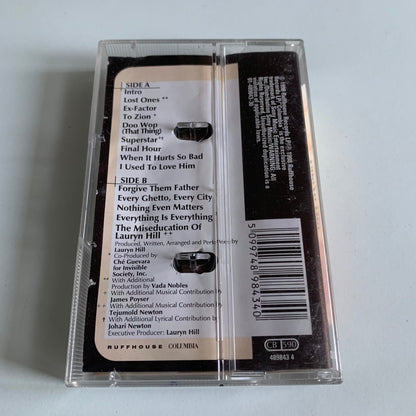 SIDE A
Intro
Lost Ones **
Ex-Factor
To Zion +
Doo Wop
(That Thing)
Superstar
Final Hour
When It Hurts So Bad
I Used To Love Him
SIDE B
Forgive Them Father
Every Ghetto, Every City
Nothing Even Matters
Everything Is Everything
The Miseducation Of
Lauryn Hill ++
Produced, Written, Arranged and Performed by
Lauryn Hill
Co-Produced by
Ché Guevara
for Invisible
Society, Inc.
** With Additional
Production by Vada Nobles
With Additional Musical Contribution by
James Poyser
With Additional Musical Contribution by
Tejumold Newton
With Additional Lyrical Contribution by
Johari Newton
Executive Producer: Lauryn Hill
RUFFHOUSE COLUMBIA
5 099748 984340
CB 590
489843 4